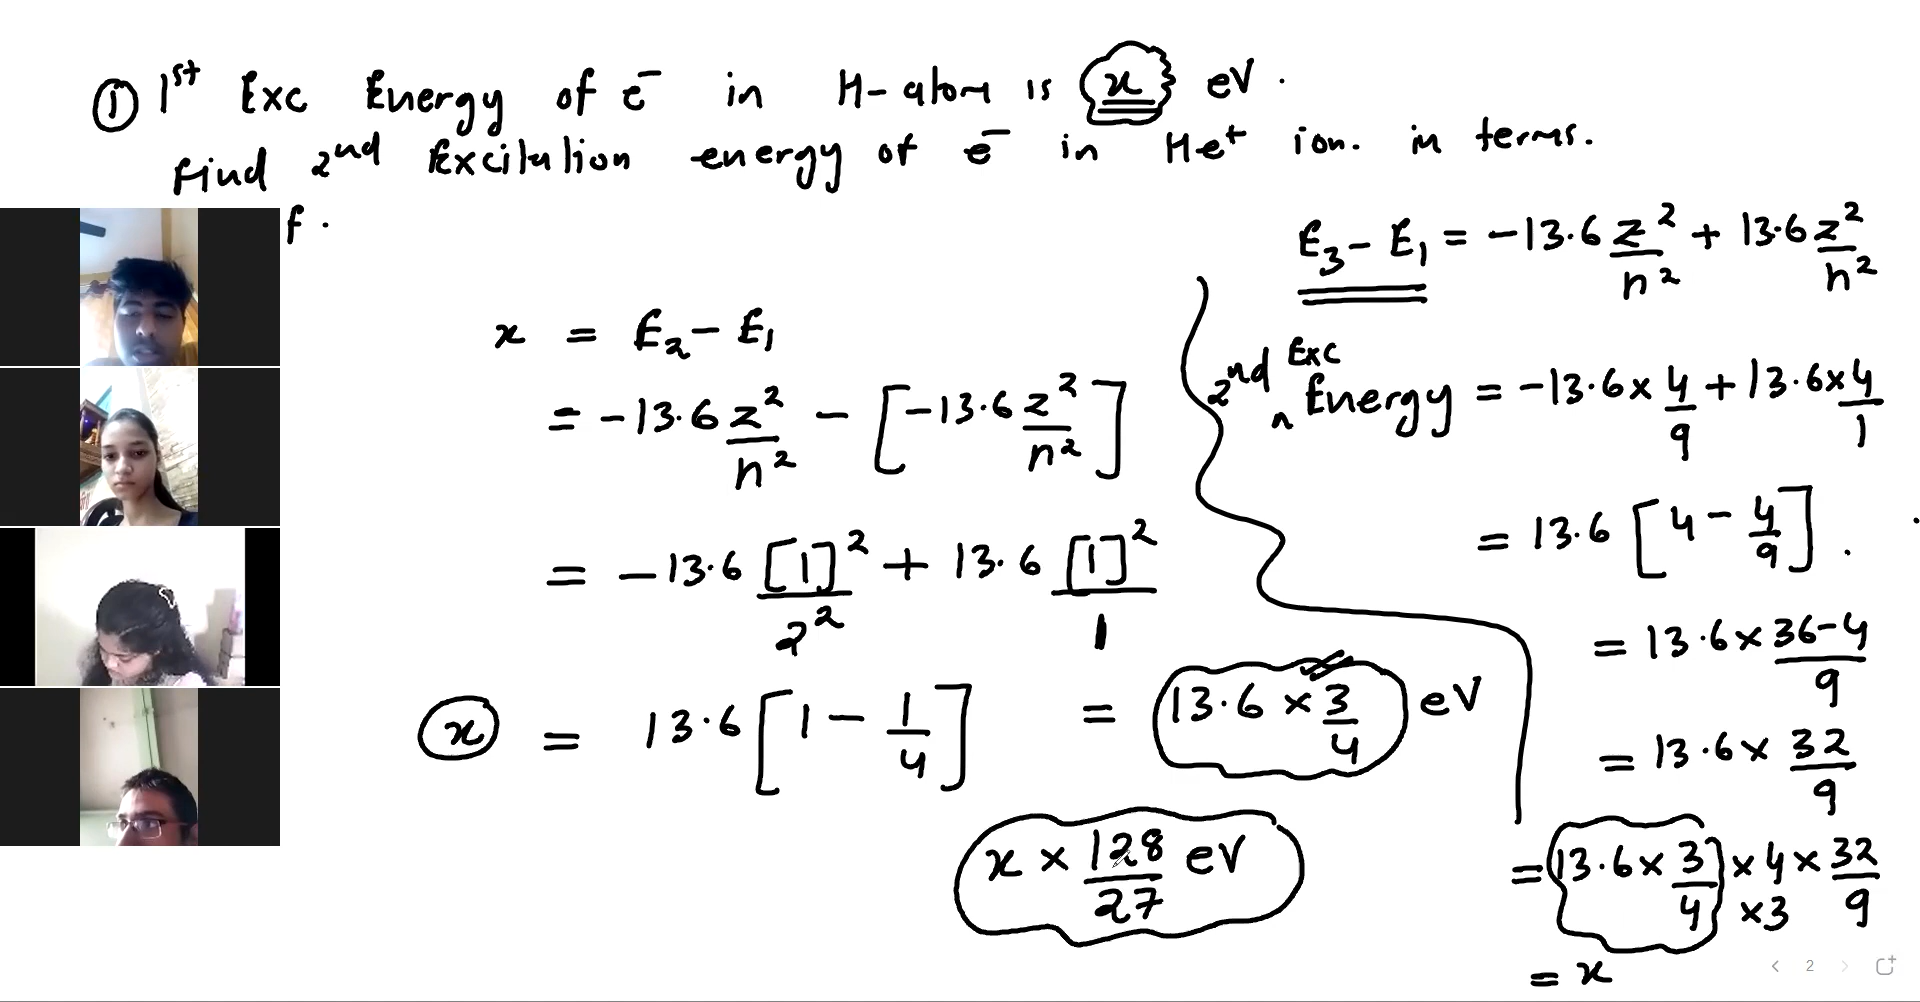 ① 1st Exc Energy of e⁻ in H-atom is x eV.
Find 2nd Excitation energy of e⁻ in He⁺ ion. in terms.
f.
x = E₂ - E₁
= -13.6 z²/n² - [-13.6 z²/n²]
= -13.6 [1]²/2² + 13.6 [1]²/1
x = 13.6 [1 - 1/4] = 13.6 × 3/4 eV
x × 128/27 eV
E₃ - E₁ = -13.6 z²/n² + 13.6 z²/n²
2nd Exc Energy = -13.6 × 4/9 + 13.6 × 4/1
= 13.6 [4 - 4/9].
= 13.6 × 36-4/9
= 13.6 × 32/9
= (13.6 × 3/4) × 4 × 32/9
×3
= x
2